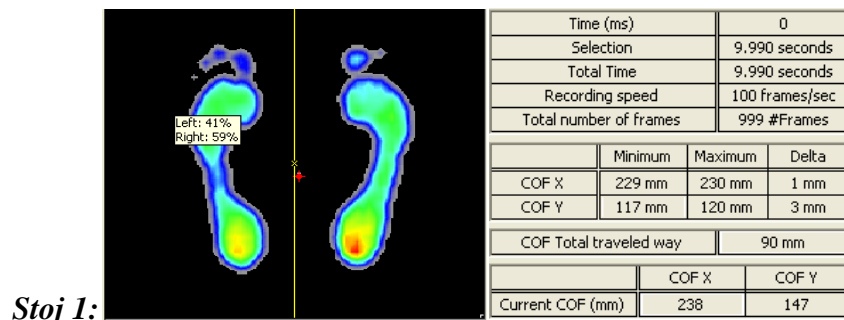 Time (ms) 0
Selection 9.990 seconds
Total Time 9.990 seconds
Recording speed 100 frames/sec
Total number of frames 999 #Frames
Left: 41%
Right: 59%
Minimum Maximum Delta
COF X 229 mm 230 mm 1 mm
COF Y 117 mm 120 mm 3 mm
COF Total traveled way 90 mm
COF X COF Y
Current COF (mm) 238 147
Stoj 1: